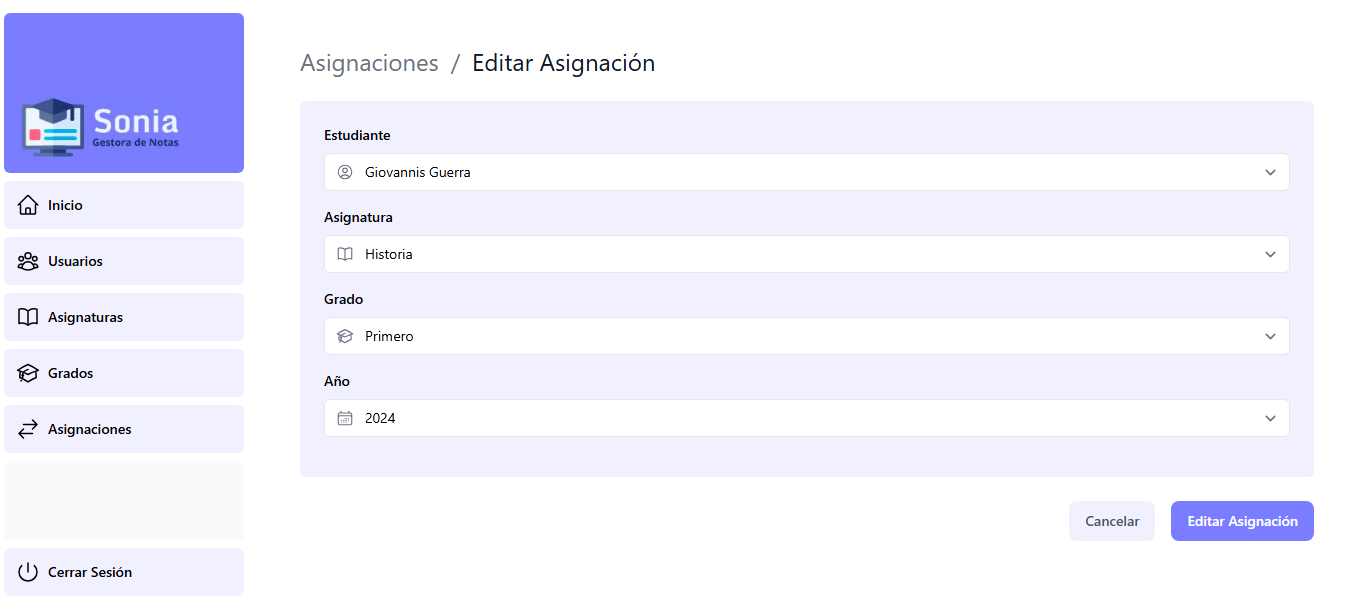 Sonia
Gestora de Notas
Inicio
Usuarios
Asignaturas
Grados
Asignaciones
Cerrar Sesión
Asignaciones / Editar Asignación
Estudiante
Giovannis Guerra
Asignatura
Historia
Grado
Primero
Año
2024
Cancelar
Editar Asignación